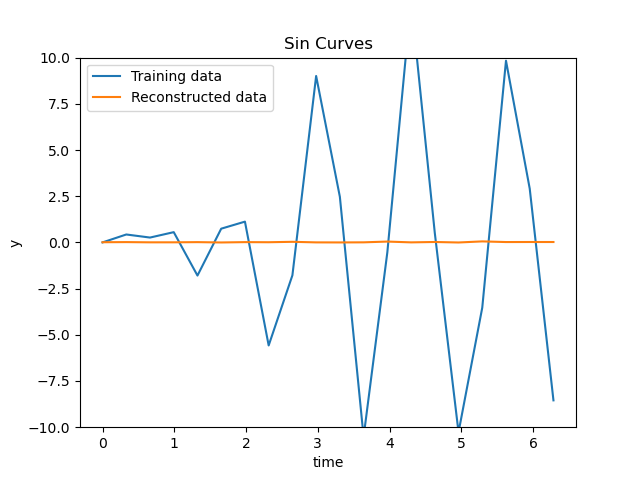 Sin Curves
Training data
Reconstructed data
10.0
7.5
5.0
2.5
0.0
−2.5
−5.0
−7.5
−10.0
y
0 1 2 3 4 5 6
time